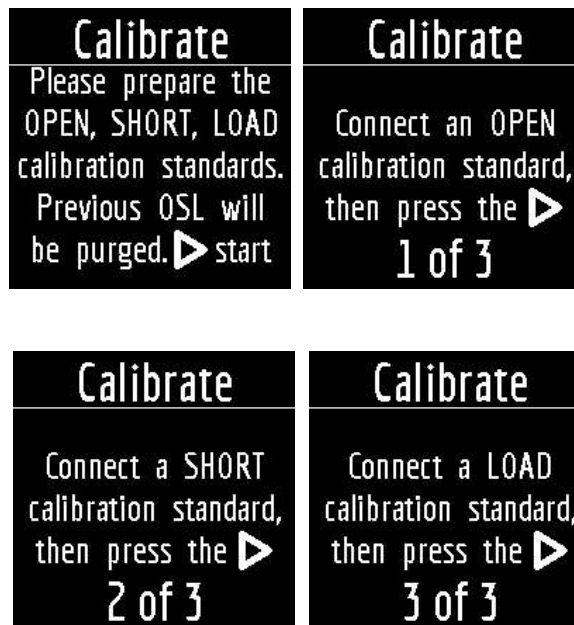 Calibrate
Please prepare the
OPEN, SHORT, LOAD
calibration standards.
Previous OSL will
be purged. ▷ start
Calibrate
Connect an OPEN
calibration standard,
then press the ▷
1 of 3
Calibrate
Connect a SHORT
calibration standard,
then press the ▷
2 of 3
Calibrate
Connect a LOAD
calibration standard,
then press the ▷
3 of 3